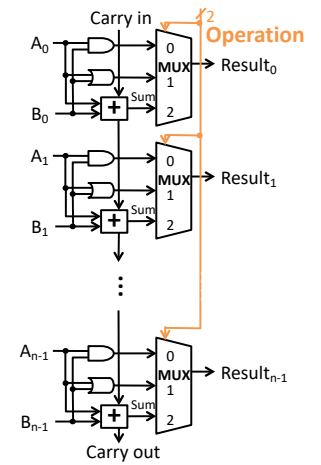 Carry in
2
Operation
A₀
0
MUX
1
Result₀
Sum
2
+
B₀
A₁
0
MUX
1
Result₁
Sum
2
+
B₁
...
Aₙ₋₁
0
MUX
1
Resultₙ₋₁
Sum
2
+
Bₙ₋₁
Carry out